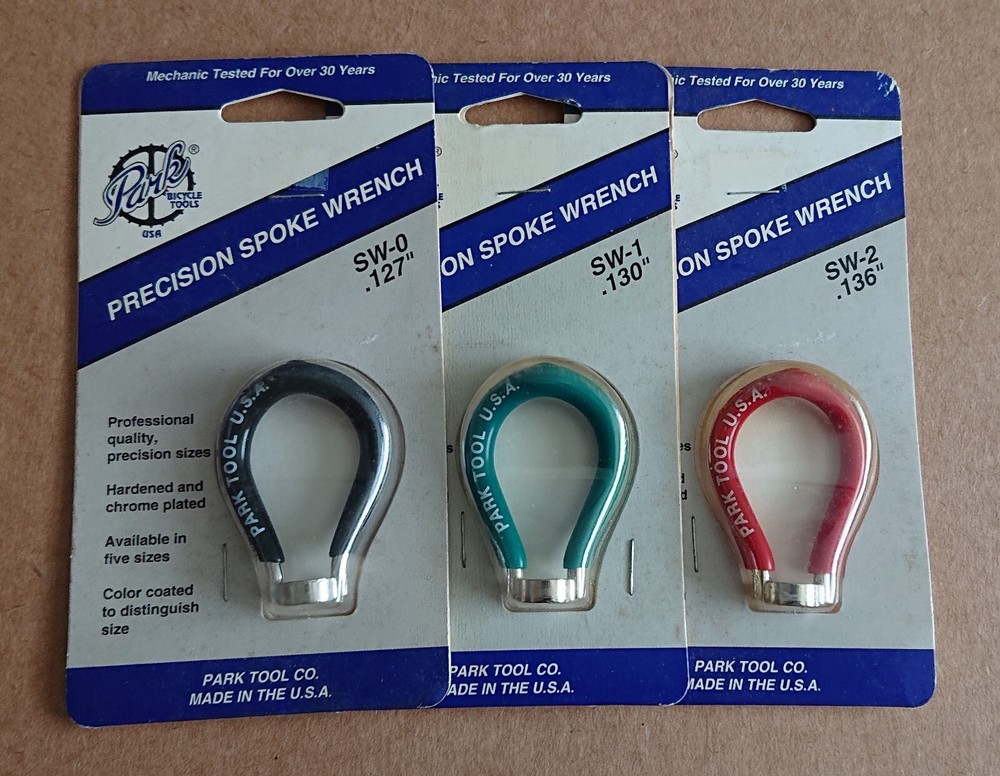 Mechanic Tested For Over 30 Years
Park ®
BICYCLE
TOOLS
USA
PRECISION SPOKE WRENCH
SW-0
.127"
Professional
quality,
precision sizes
Hardened and
chrome plated
Available in
five sizes
Color coated
to distinguish
size
PARK TOOL U.S.A.
PARK TOOL CO.
MADE IN THE U.S.A.
nic Tested For Over 30 Years
®
E
S
ON SPOKE WRENCH
SW-1
.130"
s
PARK TOOL U.S.A.
PARK TOOL CO.
ADE IN THE U.S.A.
ic Tested For Over 30 Years
E
S
ON SPOKE WRENCH
SW-2
.136"
es
d
d
PARK TOOL U.S.A.
PARK TOOL CO.
MADE IN THE U.S.A.